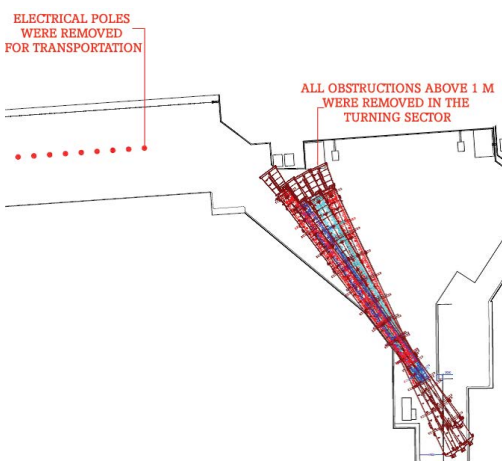 ELECTRICAL POLES
WERE REMOVED
FOR TRANSPORTATION
ALL OBSTRUCTIONS ABOVE 1 M
WERE REMOVED IN THE
TURNING SECTOR